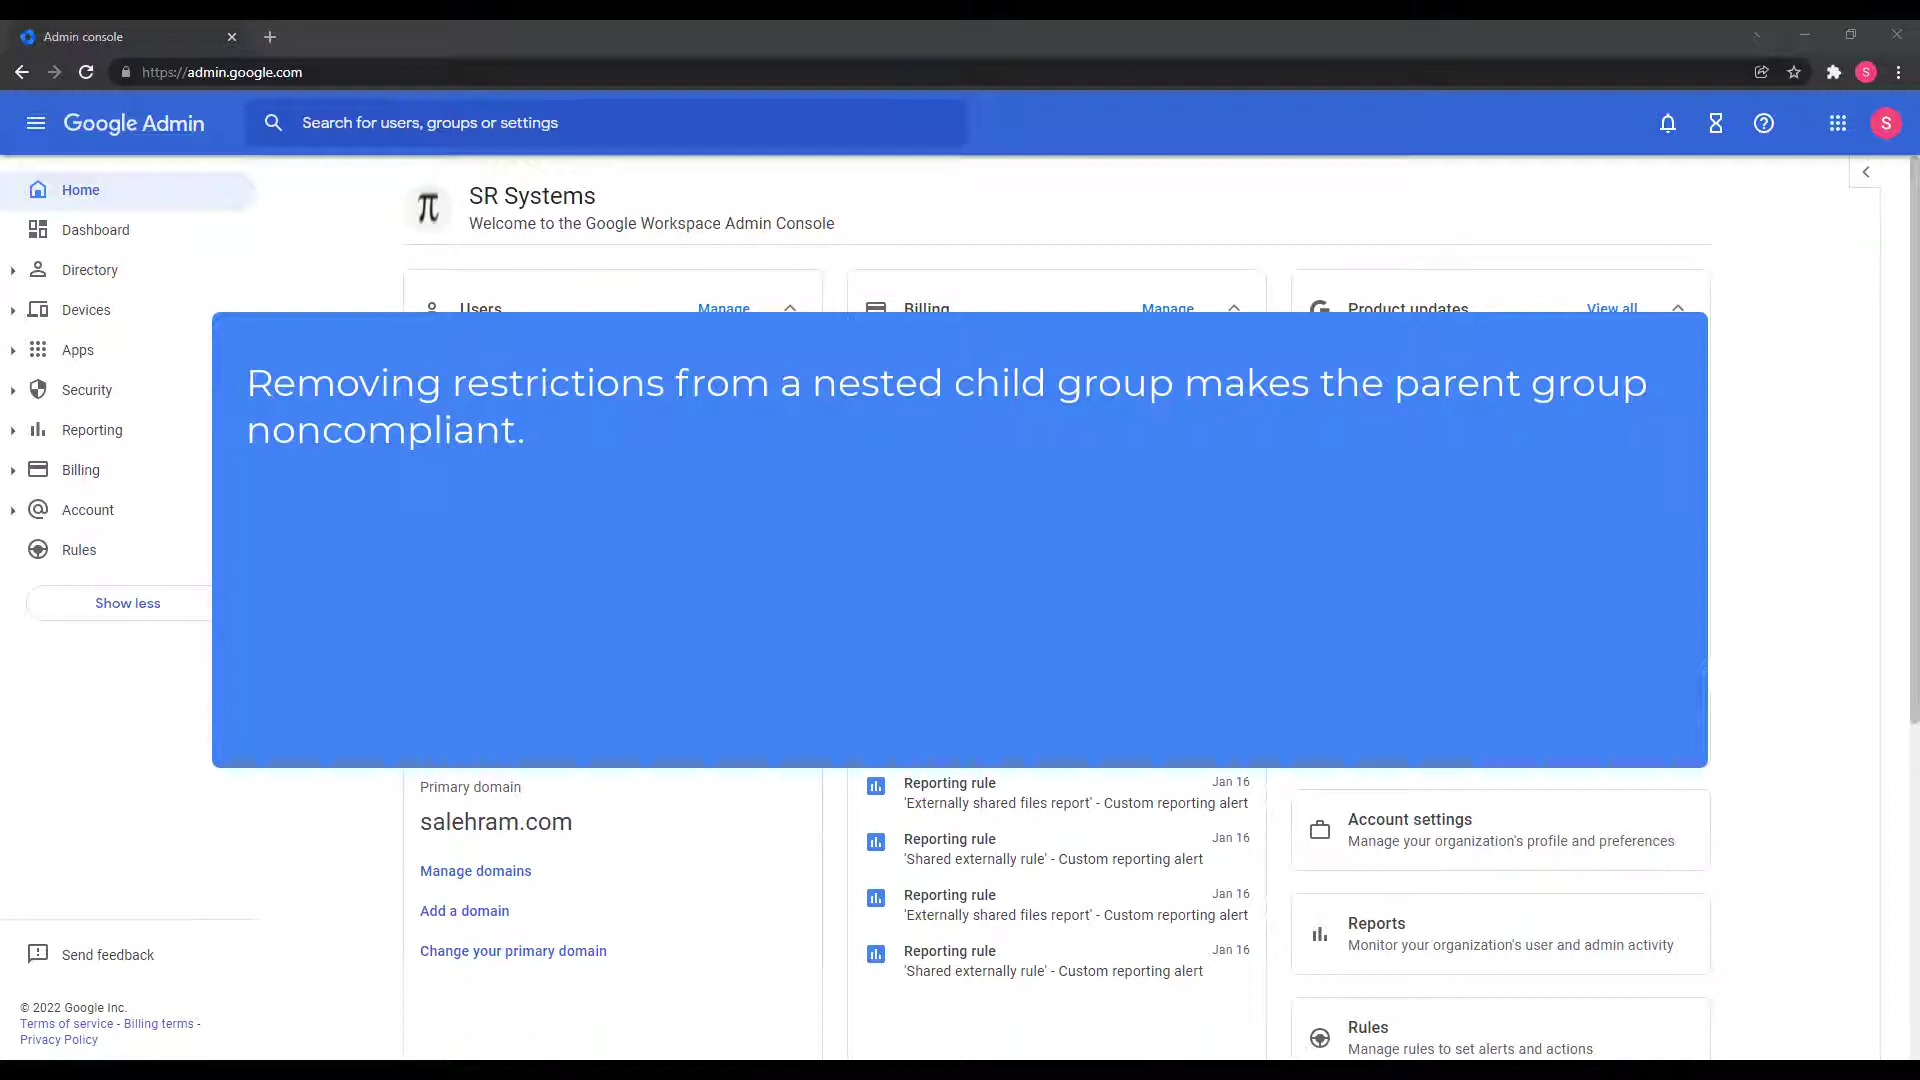 Admin console
https://admin.google.com
S
Google Admin
Search for users, groups or settings
S
Home
Dashboard
Directory
Devices
Apps
Security
Reporting
Billing
Account
Rules
Show less
Send feedback
© 2022 Google Inc.
Terms of service - Billing terms -
Privacy Policy
π
SR Systems
Welcome to the Google Workspace Admin Console
Users Manage
Billing Manage
Product updates View all
Removing restrictions from a nested child group makes the parent group
noncompliant.
Primary domain
salehram.com
Manage domains
Add a domain
Change your primary domain
Reporting rule Jan 16
'Externally shared files report' - Custom reporting alert
Reporting rule Jan 16
'Shared externally rule' - Custom reporting alert
Reporting rule Jan 16
'Externally shared files report' - Custom reporting alert
Reporting rule Jan 16
'Shared externally rule' - Custom reporting alert
Account settings
Manage your organization's profile and preferences
Reports
Monitor your organization's user and admin activity
Rules
Manage rules to set alerts and actions